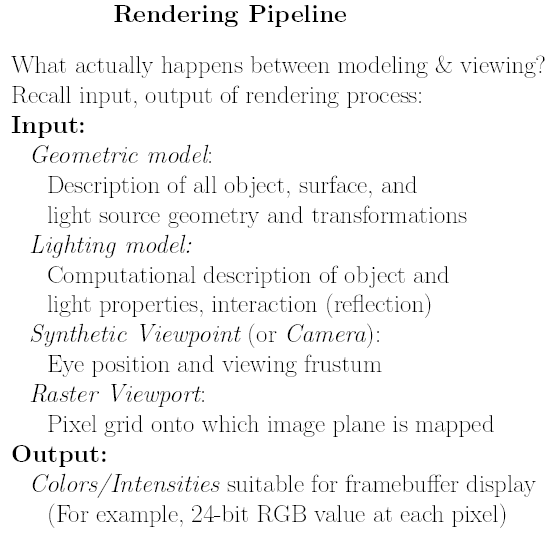 Rendering Pipeline
What actually happens between modeling & viewing?
Recall input, output of rendering process:
Input:
Geometric model:
Description of all object, surface, and
light source geometry and transformations
Lighting model:
Computational description of object and
light properties, interaction (reflection)
Synthetic Viewpoint (or Camera):
Eye position and viewing frustum
Raster Viewport:
Pixel grid onto which image plane is mapped
Output:
Colors/Intensities suitable for framebuffer display
(For example, 24-bit RGB value at each pixel)